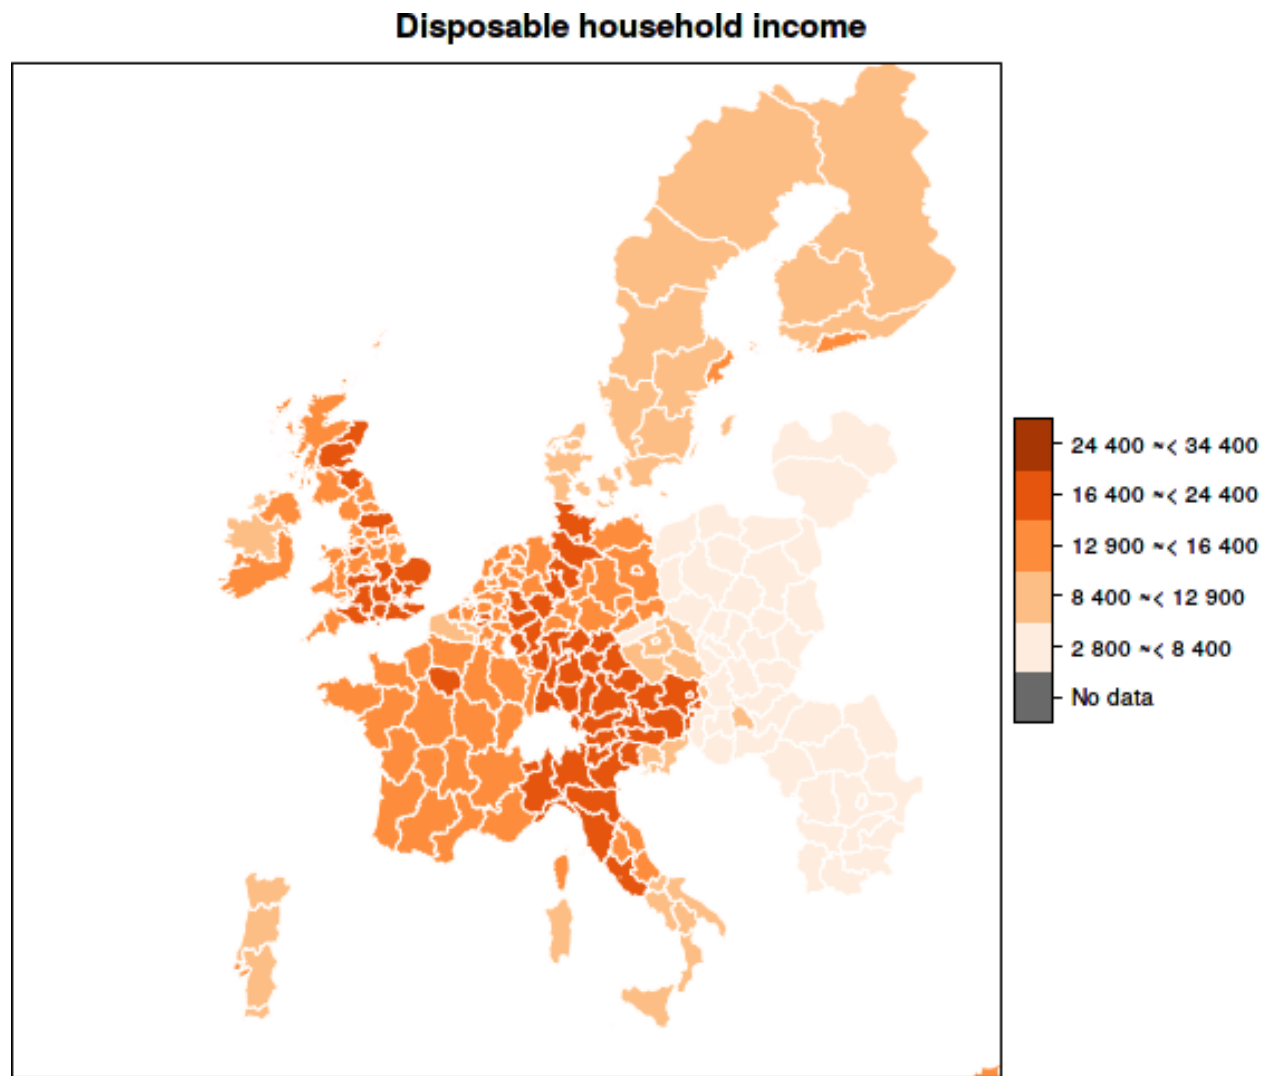 Disposable household income
24 400 ~< 34 400
16 400 ~< 24 400
12 900 ~< 16 400
8 400 ~< 12 900
2 800 ~< 8 400
No data